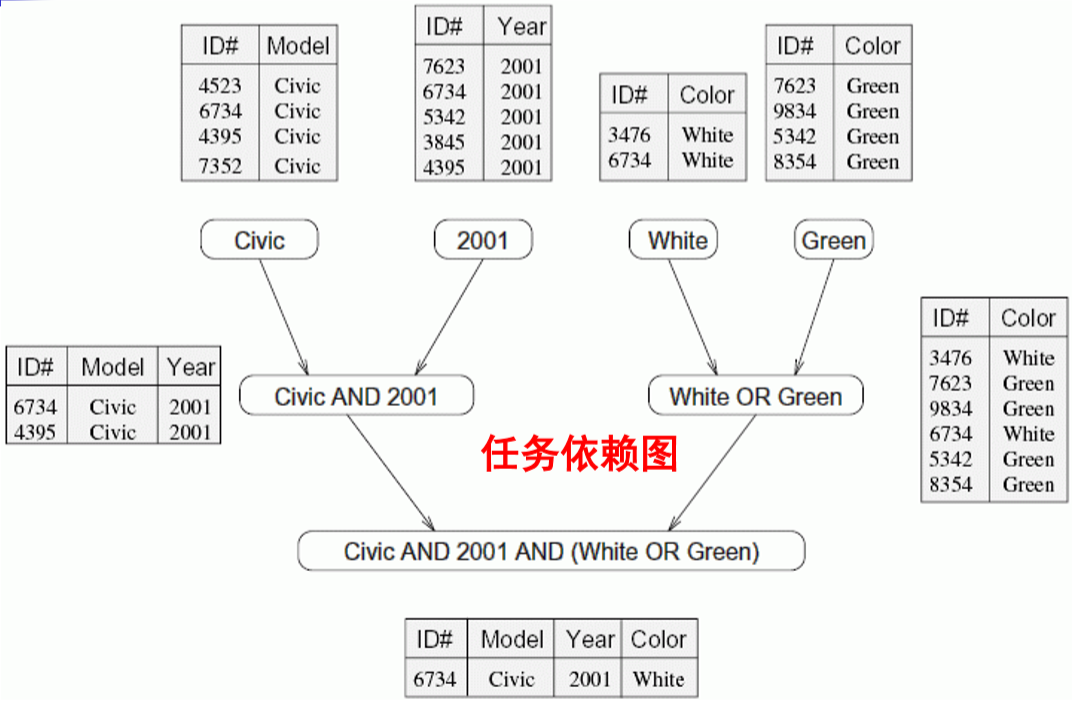 ID# Model
4523 Civic
6734 Civic
4395 Civic
7352 Civic
ID# Year
7623 2001
6734 2001
5342 2001
3845 2001
4395 2001
ID# Color
3476 White
6734 White
ID# Color
7623 Green
9834 Green
5342 Green
8354 Green
Civic
2001
White
Green
ID# Model Year
6734 Civic 2001
4395 Civic 2001
Civic AND 2001
White OR Green
ID# Color
3476 White
7623 Green
9834 Green
6734 White
5342 Green
8354 Green
任务依赖图
Civic AND 2001 AND (White OR Green)
ID# Model Year Color
6734 Civic 2001 White